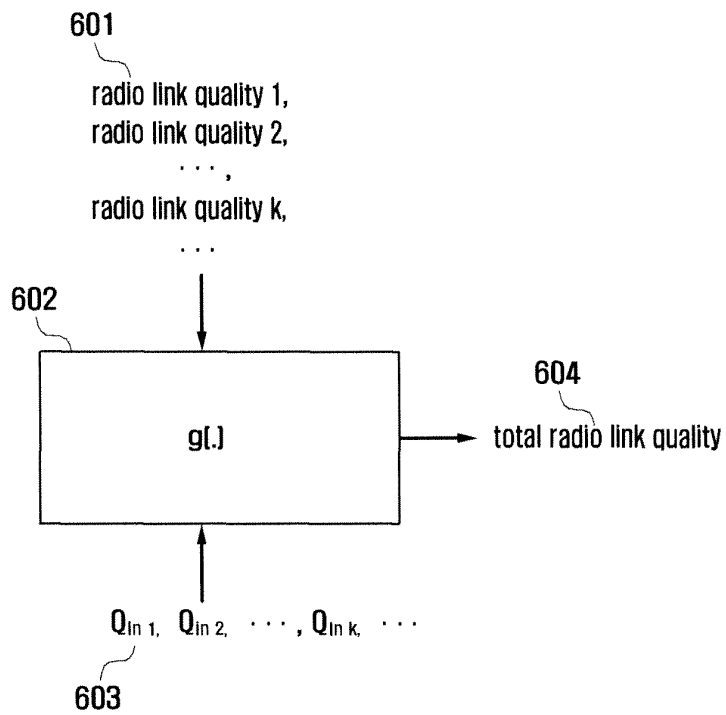 601
radio link quality 1,
radio link quality 2,
· · · ,
radio link quality k,
· · ·
602
g(.)
604
total radio link quality
Qin 1, Qin 2, · · · , Qin k, · · ·
603